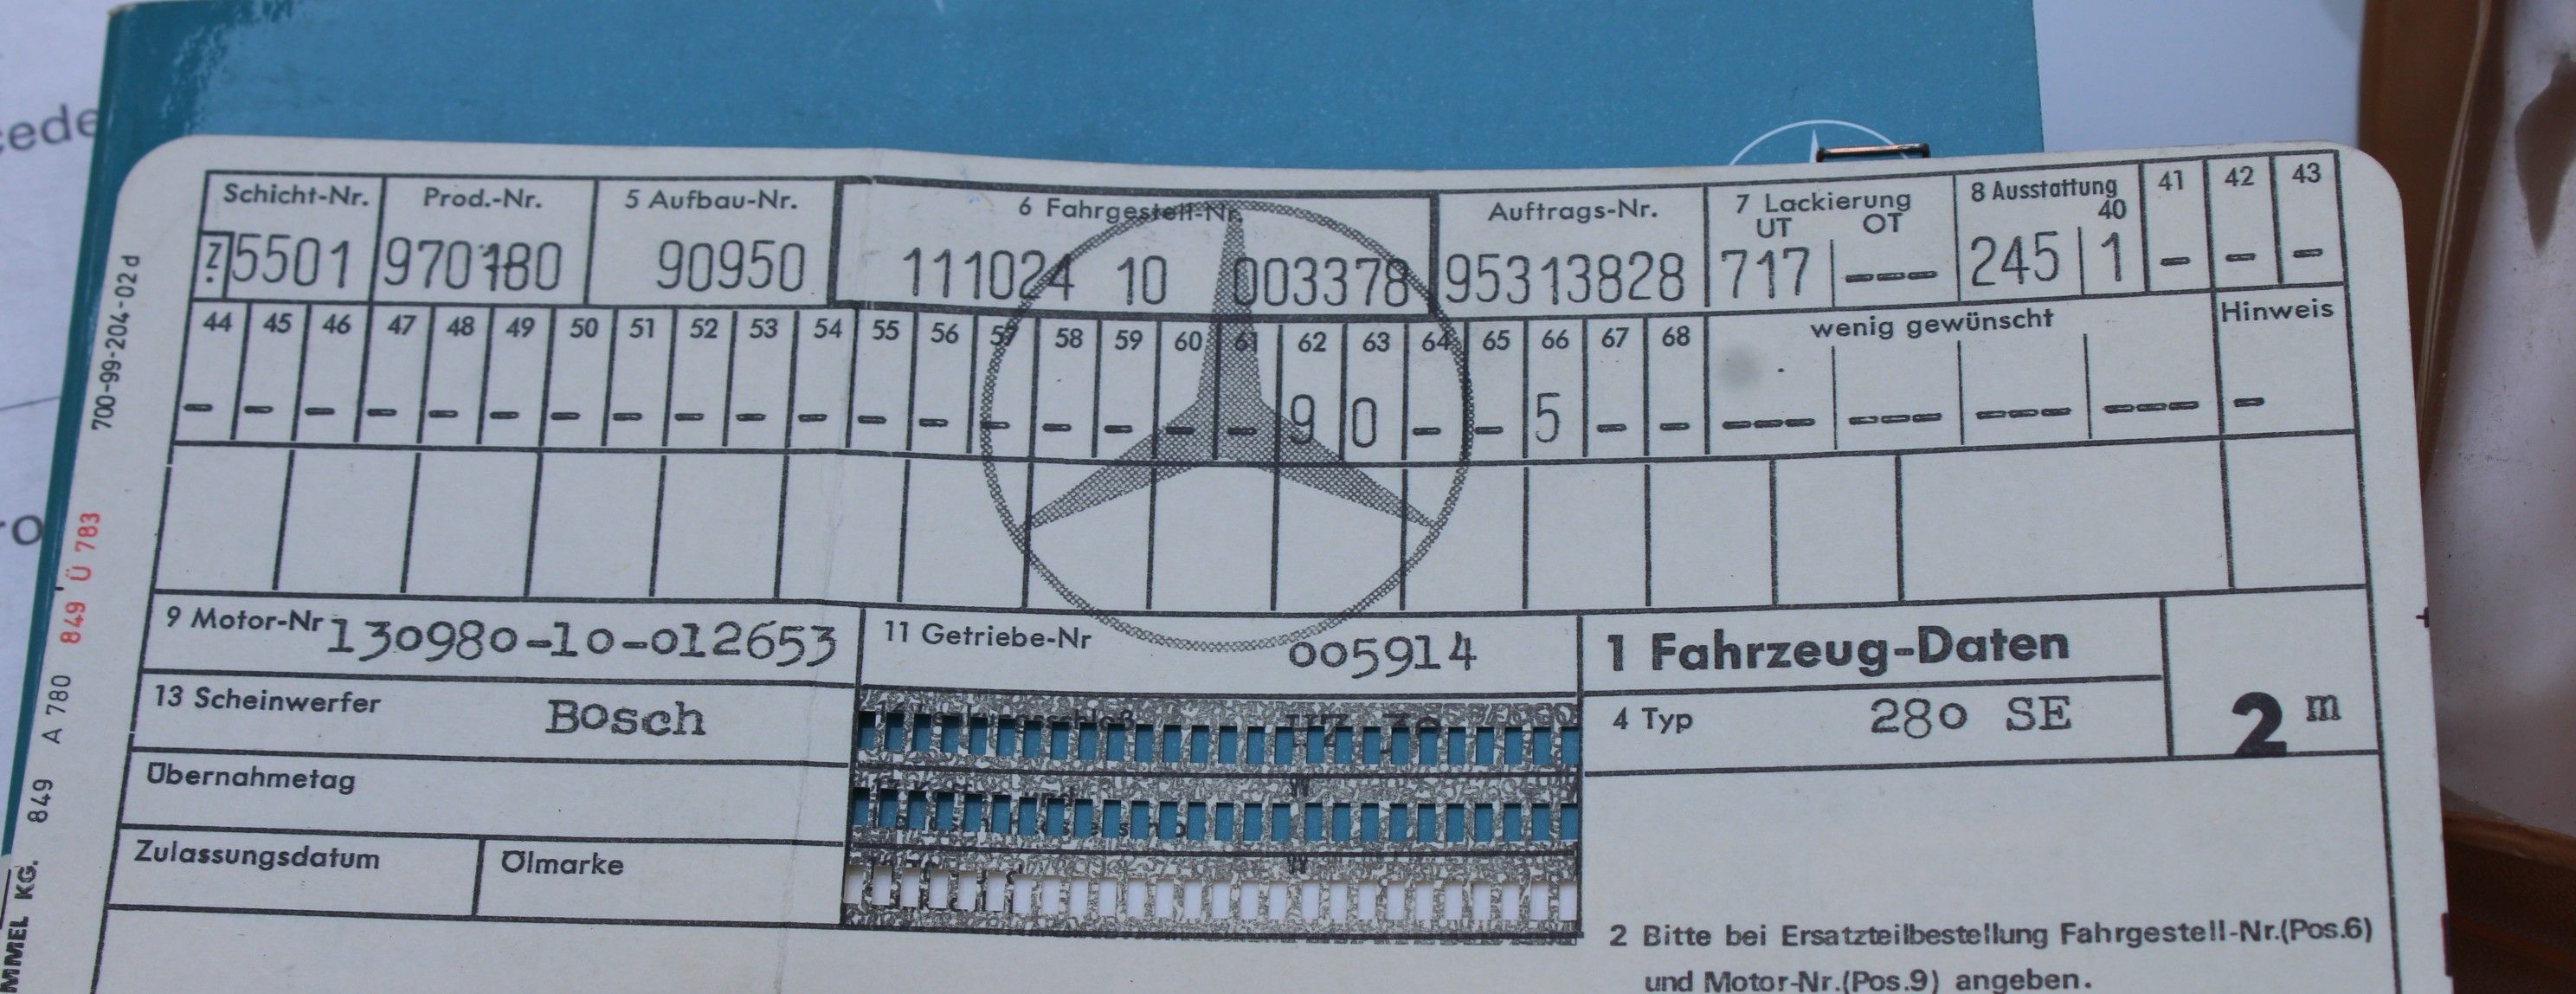 cede
ro
Schicht-Nr. Prod.-Nr. 5 Aufbau-Nr. 6 Fahrgestell-Nr. Auftrags-Nr. 7 Lackierung 8 Ausstattung 41 42 43
UT OT 40
Z 5501 970180 90950 111024 10 003378 95313828 717 --- 245 1 - - -
44 45 46 47 48 49 50 51 52 53 54 55 56 57 58 59 60 61 62 63 64 65 66 67 68 wenig gewünscht Hinweis
- - - - - - - - - - - - - - - - - - 9 0 - - 5 - - --- --- --- --- -
9 Motor-Nr 130980-10-012653 11 Getriebe-Nr 005914 1 Fahrzeug-Daten
13 Scheinwerfer Bosch 4 Typ 280 SE 2 m
Übernahmetag
Zulassungsdatum Ölmarke
2 Bitte bei Ersatzteilbestellung Fahrgestell-Nr.(Pos.6)
und Motor-Nr.(Pos.9) angeben.
700-99-204-02 d
MMEL KG. 849 A 780 849 Ü 783